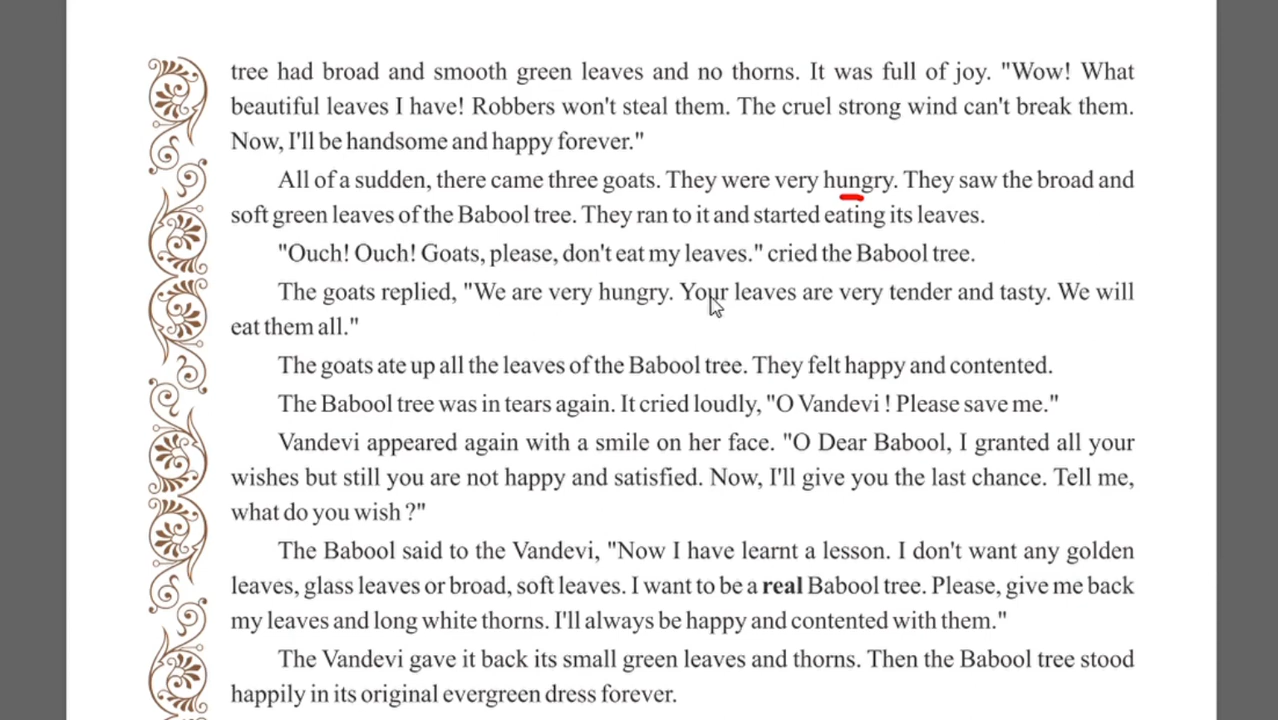 tree had broad and smooth green leaves and no thorns. It was full of joy. "Wow! What
beautiful leaves I have! Robbers won't steal them. The cruel strong wind can't break them.
Now, I'll be handsome and happy forever."
All of a sudden, there came three goats. They were very hungry. They saw the broad and
soft green leaves of the Babool tree. They ran to it and started eating its leaves.
"Ouch! Ouch! Goats, please, don't eat my leaves." cried the Babool tree.
The goats replied, "We are very hungry. Your leaves are very tender and tasty. We will
eat them all."
The goats ate up all the leaves of the Babool tree. They felt happy and contented.
The Babool tree was in tears again. It cried loudly, "O Vandevi ! Please save me."
Vandevi appeared again with a smile on her face. "O Dear Babool, I granted all your
wishes but still you are not happy and satisfied. Now, I'll give you the last chance. Tell me,
what do you wish ?"
The Babool said to the Vandevi, "Now I have learnt a lesson. I don't want any golden
leaves, glass leaves or broad, soft leaves. I want to be a real Babool tree. Please, give me back
my leaves and long white thorns. I'll always be happy and contented with them."
The Vandevi gave it back its small green leaves and thorns. Then the Babool tree stood
happily in its original evergreen dress forever.